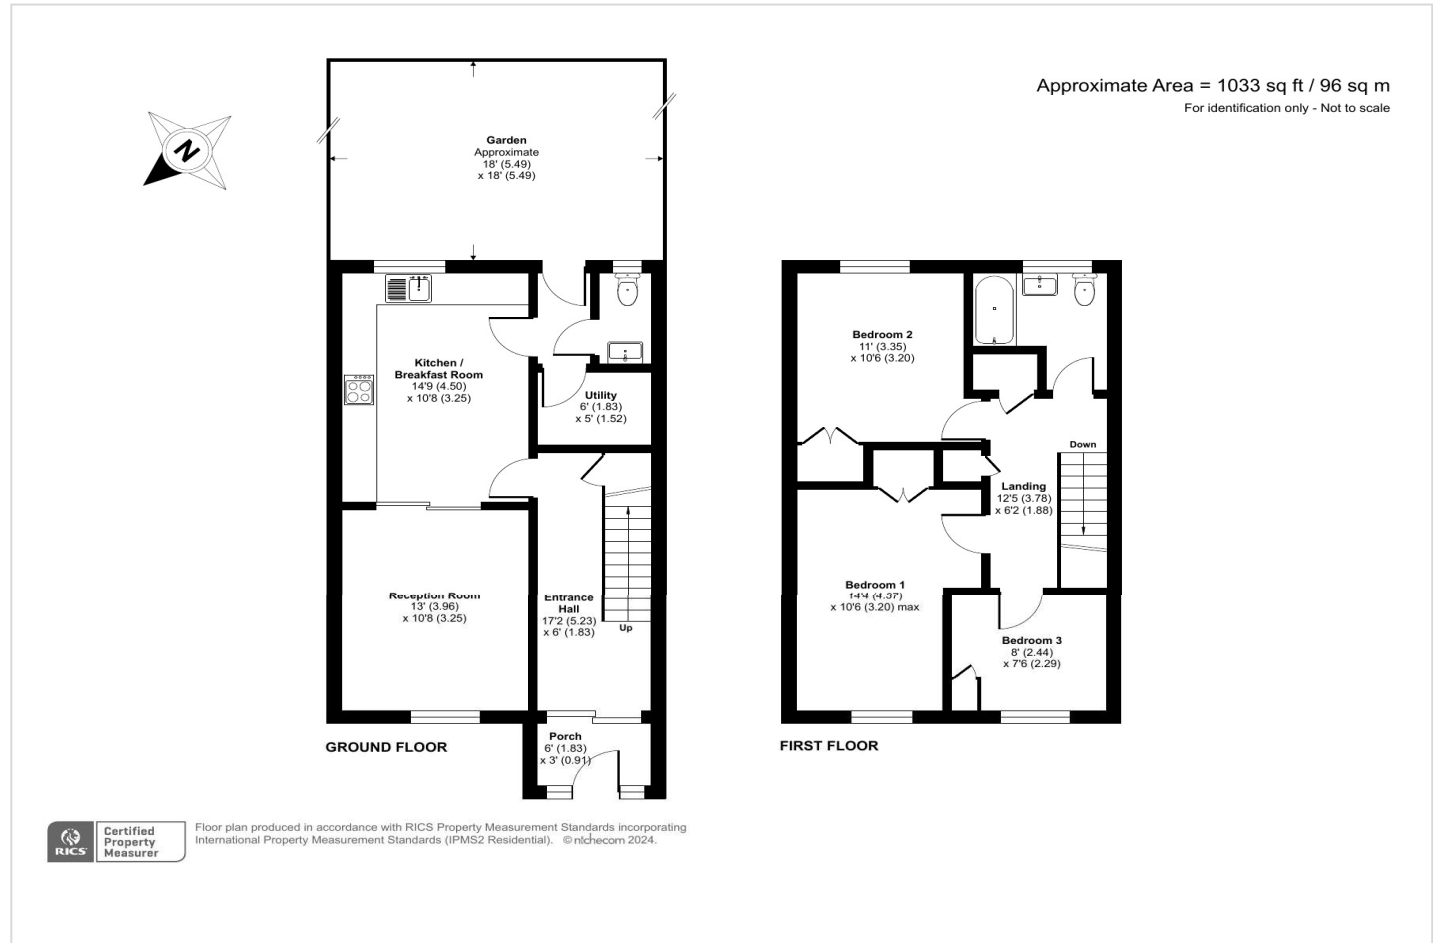 Approximate Area = 1033 sq ft / 96 sq m
For identification only - Not to scale
N
Garden
Approximate
18' (5.49)
x 18' (5.49)
Kitchen /
Breakfast Room
14'9 (4.50)
x 10'8 (3.25)
Utility
6' (1.83)
x 5' (1.52)
Reception Room
13' (3.96)
x 10'8 (3.25)
Entrance
Hall
17'2 (5.23)
x 6' (1.83)
Up
Porch
6' (1.83)
x 3' (0.91)
GROUND FLOOR
Bedroom 2
11' (3.35)
x 10'6 (3.20)
Down
Landing
12'5 (3.78)
x 6'2 (1.88)
Bedroom 1
14'4 (4.37)
x 10'6 (3.20) max
Bedroom 3
8' (2.44)
x 7'6 (2.29)
FIRST FLOOR
RICS
Certified
Property
Measurer
Floor plan produced in accordance with RICS Property Measurement Standards incorporating
International Property Measurement Standards (IPMS2 Residential). © nichecom 2024.